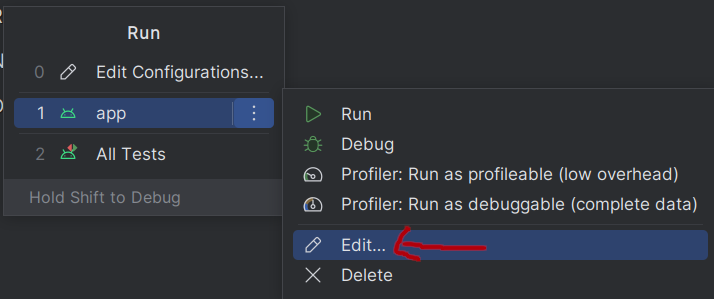 Run
0 Edit Configurations...
1 app
2 All Tests
Hold Shift to Debug
Run
Debug
Profiler: Run as profileable (low overhead)
Profiler: Run as debuggable (complete data)
Edit...
Delete